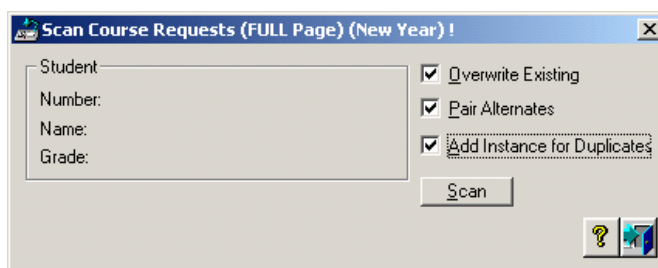 Scan Course Requests (FULL Page) (New Year) !
Student
Number:
Name:
Grade:
Overwrite Existing
Pair Alternates
Add Instance for Duplicates
Scan
?